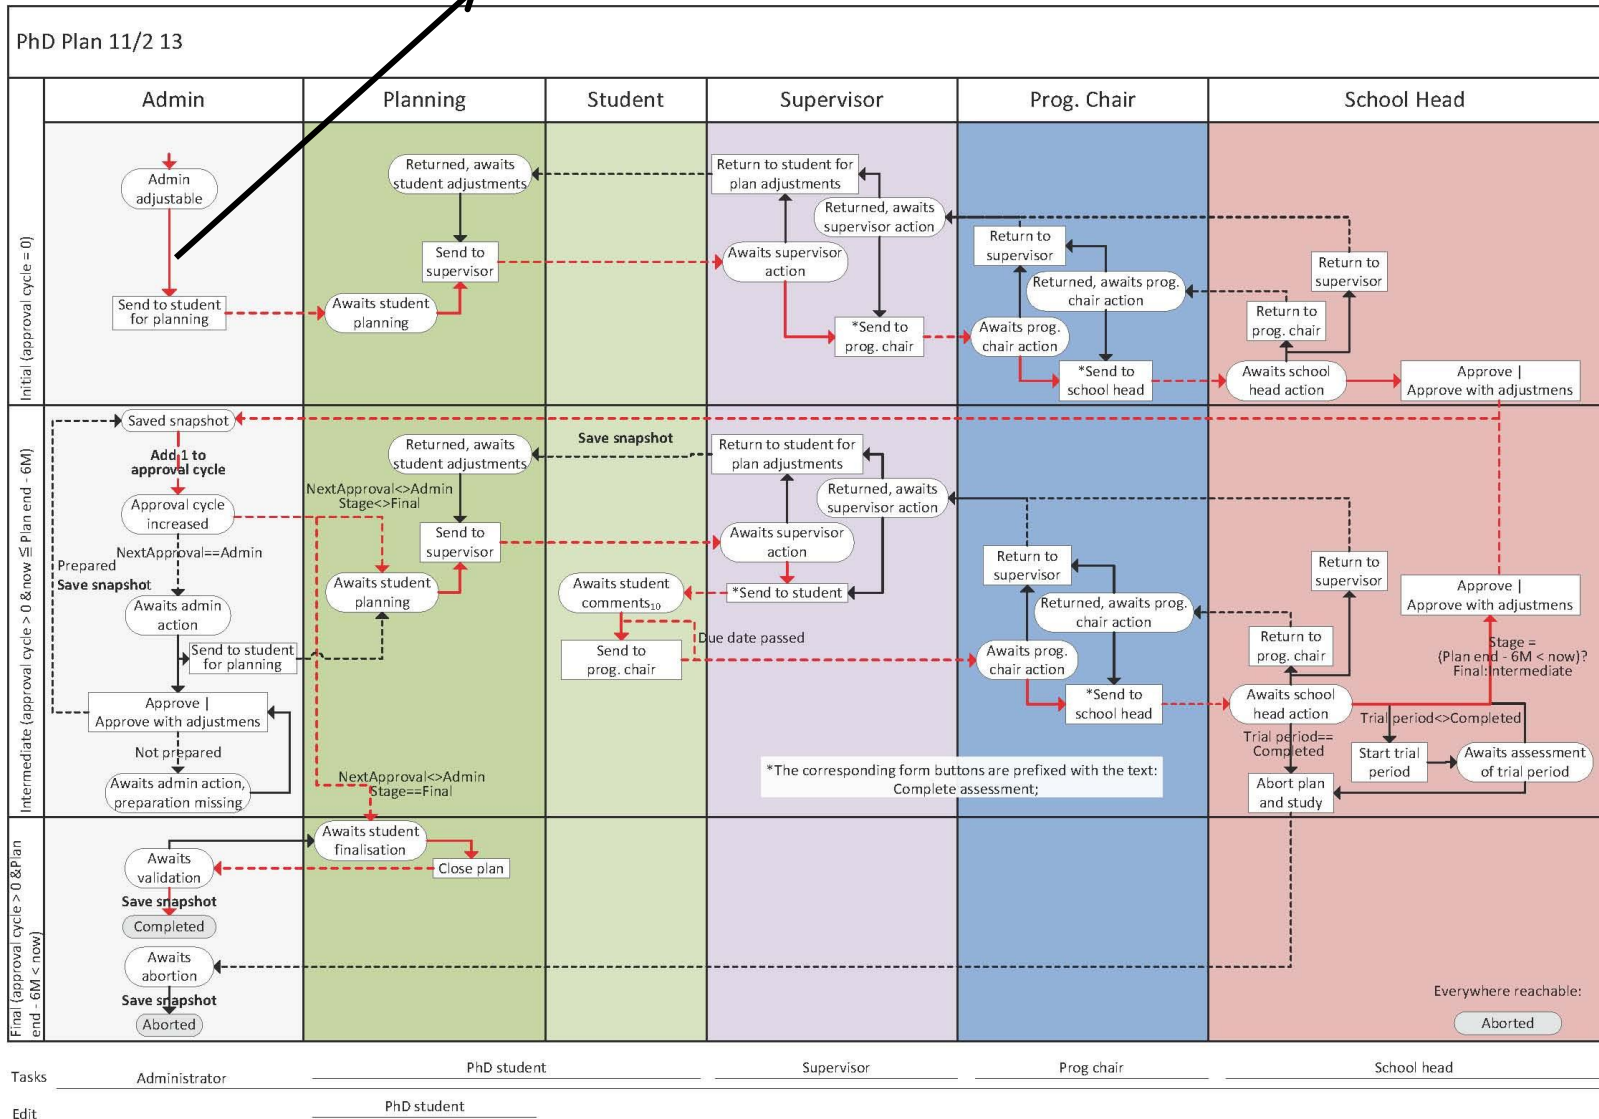 PhD Plan 11/2 13
Admin
Planning
Student
Supervisor
Prog. Chair
School Head
Initial (approval cycle = 0)
Admin
adjustable
Send to student
for planning
Returned, awaits
student adjustments
Send to
supervisor
Awaits student
planning
Return to student for
plan adjustments
Returned, awaits
supervisor action
Awaits supervisor
action
*Send to
prog. chair
Return to
supervisor
Returned, awaits prog.
chair action
Awaits prog.
chair action
*Send to
school head
Return to
supervisor
Return to
prog. chair
Awaits school
head action
Approve |
Approve with adjustmens
Intermediate (approval cycle > 0 & now ≤ Plan end - 6M)
Saved snapshot
Add 1 to
approval cycle
Approval cycle
increased
NextApproval==Admin
Prepared
Save snapshot
Awaits admin
action
Send to student
for planning
Approve |
Approve with adjustmens
Not prepared
Awaits admin action,
preparation missing
Returned, awaits
student adjustments
NextApproval<>Admin
Stage<>Final
Send to
supervisor
Awaits student
planning
NextApproval<>Admin
Stage==Final
Save snapshot
Awaits student
comments₁₀
Send to
prog. chair
Due date passed
Return to student for
plan adjustments
Returned, awaits
supervisor action
Awaits supervisor
action
*Send to student
Return to
supervisor
Returned, awaits prog.
chair action
Awaits prog.
chair action
*Send to
school head
*The corresponding form buttons are prefixed with the text:
Complete assessment;
Return to
supervisor
Return to
prog. chair
Awaits school
head action
Approve |
Approve with adjustmens
Stage =
(Plan end - 6M < now)?
Final:Intermediate
Trial period<>Completed
Trial period==
Completed
Start trial
period
Awaits assessment
of trial period
Abort plan
and study
Final (approval cycle > 0 & Plan
end - 6M < now)
Awaits student
finalisation
Close plan
Awaits
validation
Save snapshot
Completed
Awaits
abortion
Save snapshot
Aborted
Everywhere reachable:
Aborted
Tasks
Administrator
PhD student
Supervisor
Prog chair
School head
Edit
PhD student